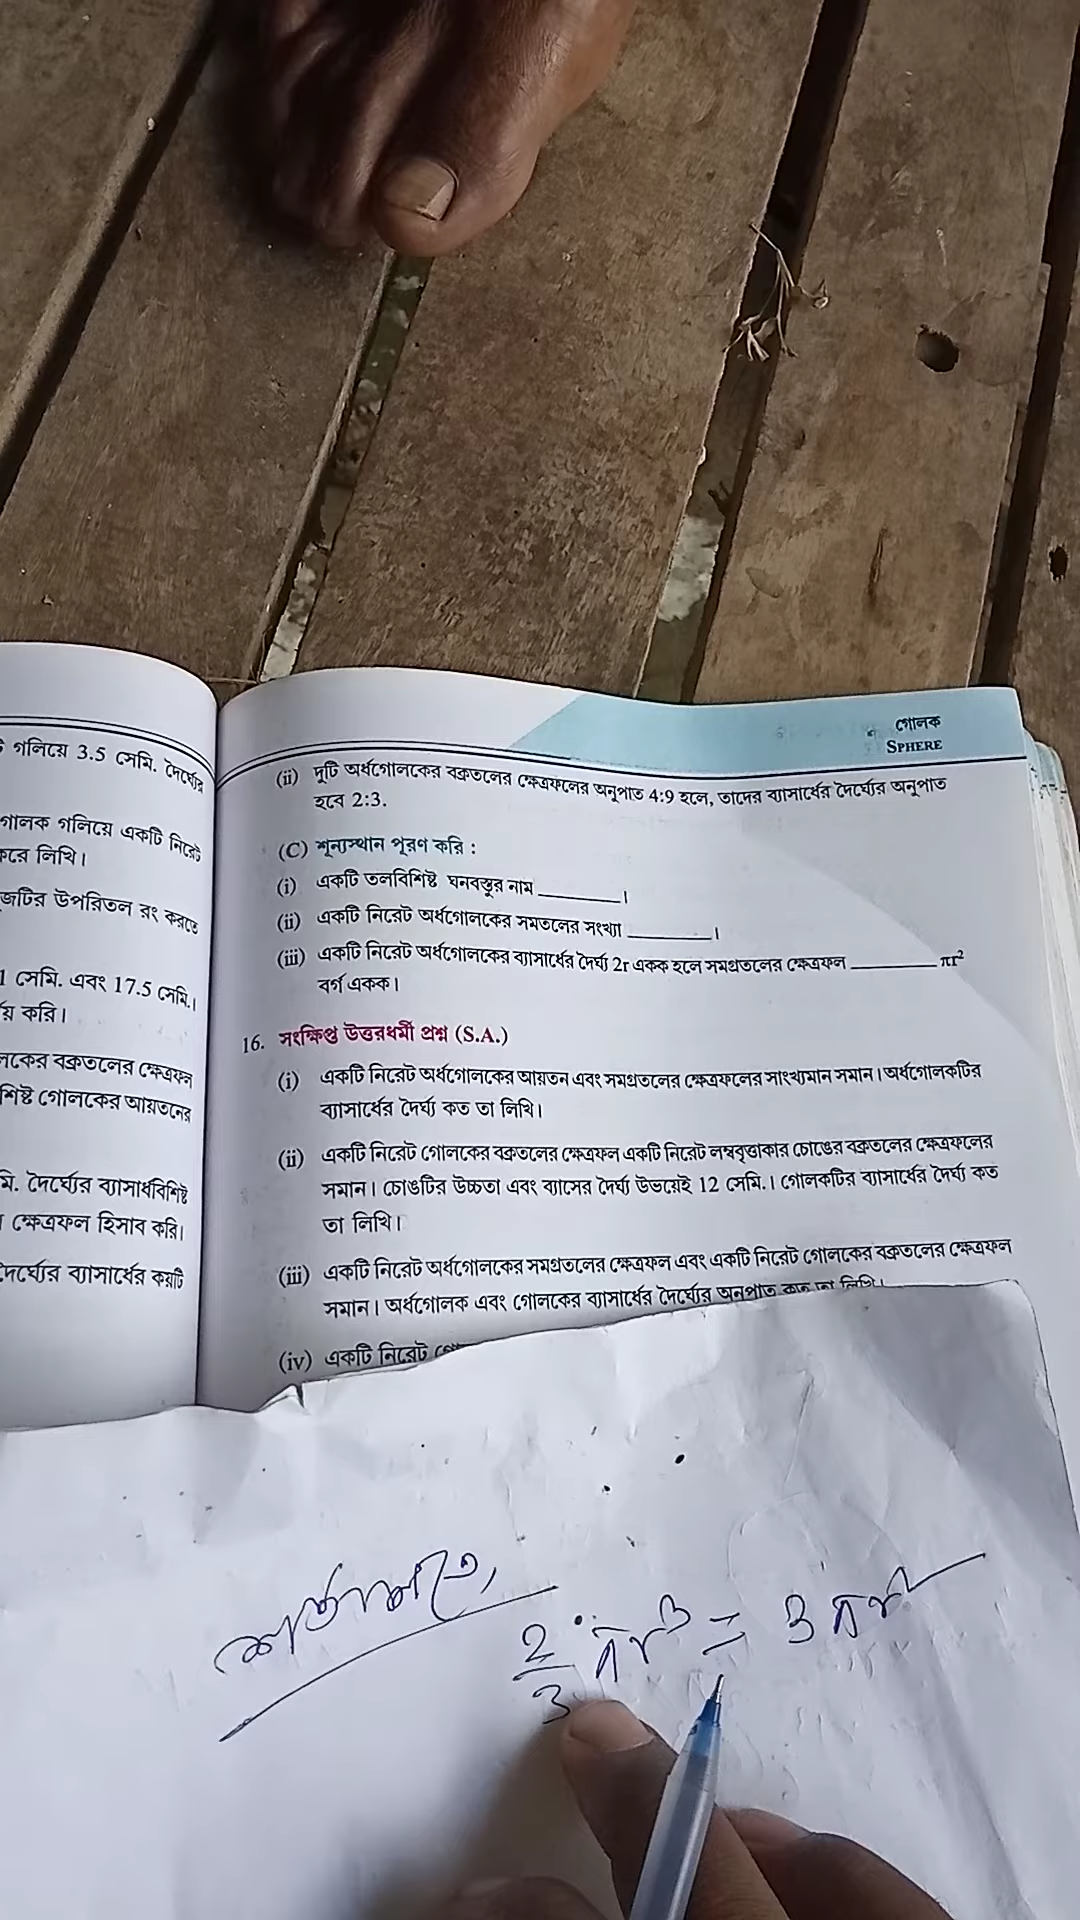 গলিয়ে 3.5 সেমি. দৈর্ঘ্যের
গোলক গলিয়ে একটি নিরেট
করে লিখি।
জটির উপরিতল রং করতে
1 সেমি. এবং 17.5 সেমি.।
য় করি।
লকের বক্রতলের ক্ষেত্রফল
শিষ্ট গোলকের আয়তনের
মি. দৈর্ঘ্যের ব্যাসার্ধবিশিষ্ট
ক্ষেত্রফল হিসাব করি।
দৈর্ঘ্যের ব্যাসার্ধের কয়টি
গোলক
SPHERE
(ii) দুটি অর্ধগোলকের বক্রতলের ক্ষেত্রফলের অনুপাত 4:9 হলে, তাদের ব্যাসার্ধের দৈর্ঘ্যের অনুপাত
হবে 2:3.
(C) শূন্যস্থান পূরণ করি :
(i) একটি তলবিশিষ্ট ঘনবস্তুর নাম ________।
(ii) একটি নিরেট অর্ধগোলকের সমতলের সংখ্যা ________।
(iii) একটি নিরেট অর্ধগোলকের ব্যাসার্ধের দৈর্ঘ্য 2r একক হলে সমগ্রতলের ক্ষেত্রফল ________ πr²
বর্গ একক।
16. সংক্ষিপ্ত উত্তরধর্মী প্রশ্ন (S.A.)
(i) একটি নিরেট অর্ধগোলকের আয়তন এবং সমগ্রতলের ক্ষেত্রফলের সাংখ্যমান সমান। অর্ধগোলকটির
ব্যাসার্ধের দৈর্ঘ্য কত তা লিখি।
(ii) একটি নিরেট গোলকের বক্রতলের ক্ষেত্রফল একটি নিরেট লম্ববৃত্তাকার চোঙের বক্রতলের ক্ষেত্রফলের
সমান। চোঙটির উচ্চতা এবং ব্যাসের দৈর্ঘ্য উভয়েই 12 সেমি.। গোলকটির ব্যাসার্ধের দৈর্ঘ্য কত
তা লিখি।
(iii) একটি নিরেট অর্ধগোলকের সমগ্রতলের ক্ষেত্রফল এবং একটি নিরেট গোলকের বক্রতলের ক্ষেত্রফল
সমান। অর্ধগোলক এবং গোলকের ব্যাসার্ধের দৈর্ঘ্যের অনুপাত কত তা লিখি।
(iv) একটি নিরেট
শর্তানুসারে,
2/3 πr³ = 3πr²